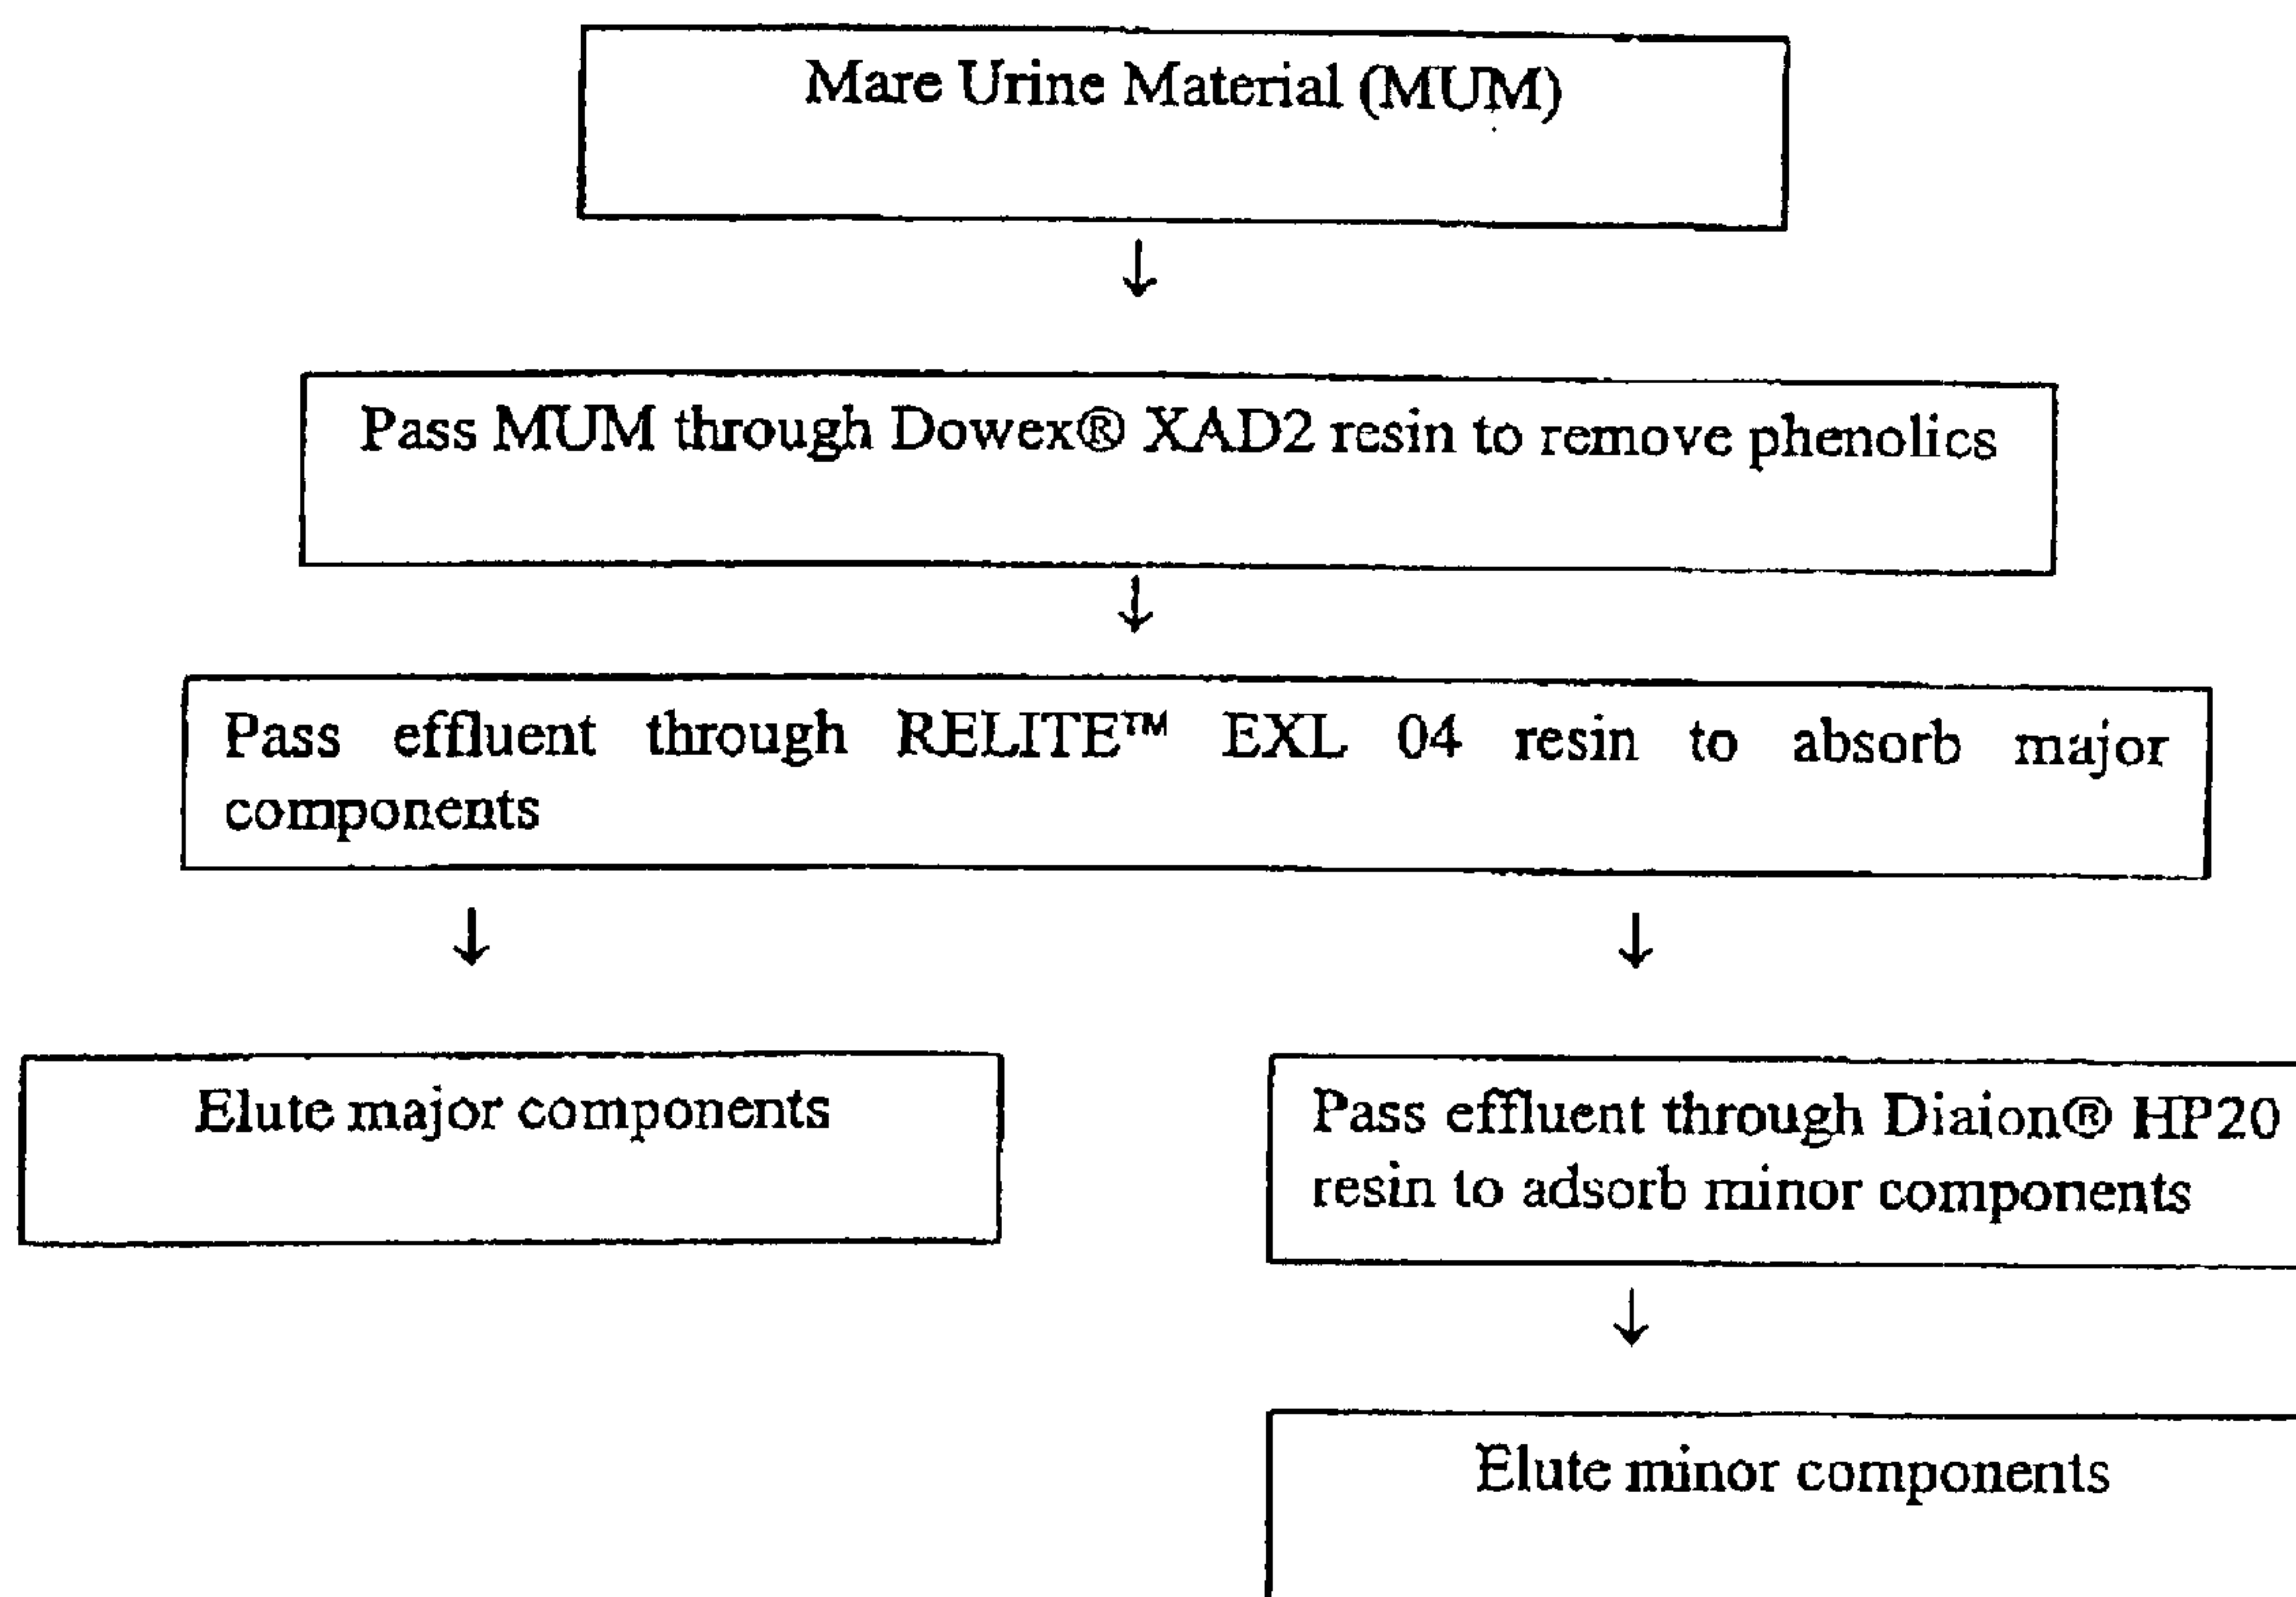 Mare Urine Material (MUM)
↓
Pass MUM through Dowex® XAD2 resin to remove phenolics
↓
Pass effluent through RELITE™ EXL 04 resin to absorb major
components
↓ ↓
Elute major components
Pass effluent through Diaion® HP20
resin to adsorb minor components
↓
Elute minor components